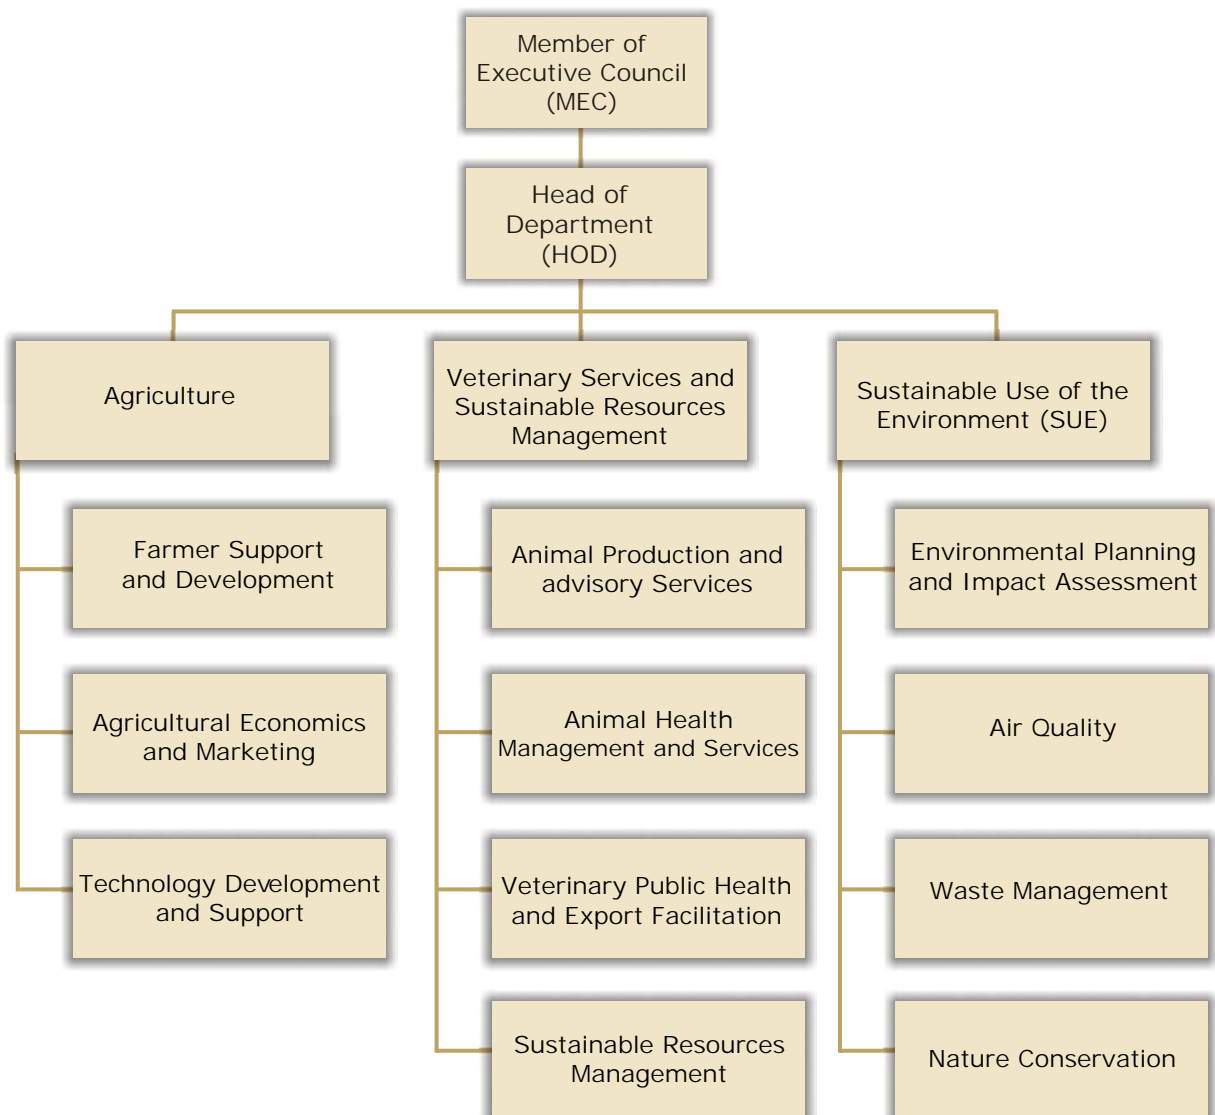 Member of
Executive Council
(MEC)
Head of
Department
(HOD)
Agriculture
Veterinary Services and
Sustainable Resources
Management
Sustainable Use of the
Environment (SUE)
Farmer Support
and Development
Agricultural Economics
and Marketing
Technology Development
and Support
Animal Production and
advisory Services
Animal Health
Management and Services
Veterinary Public Health
and Export Facilitation
Sustainable Resources
Management
Environmental Planning
and Impact Assessment
Air Quality
Waste Management
Nature Conservation